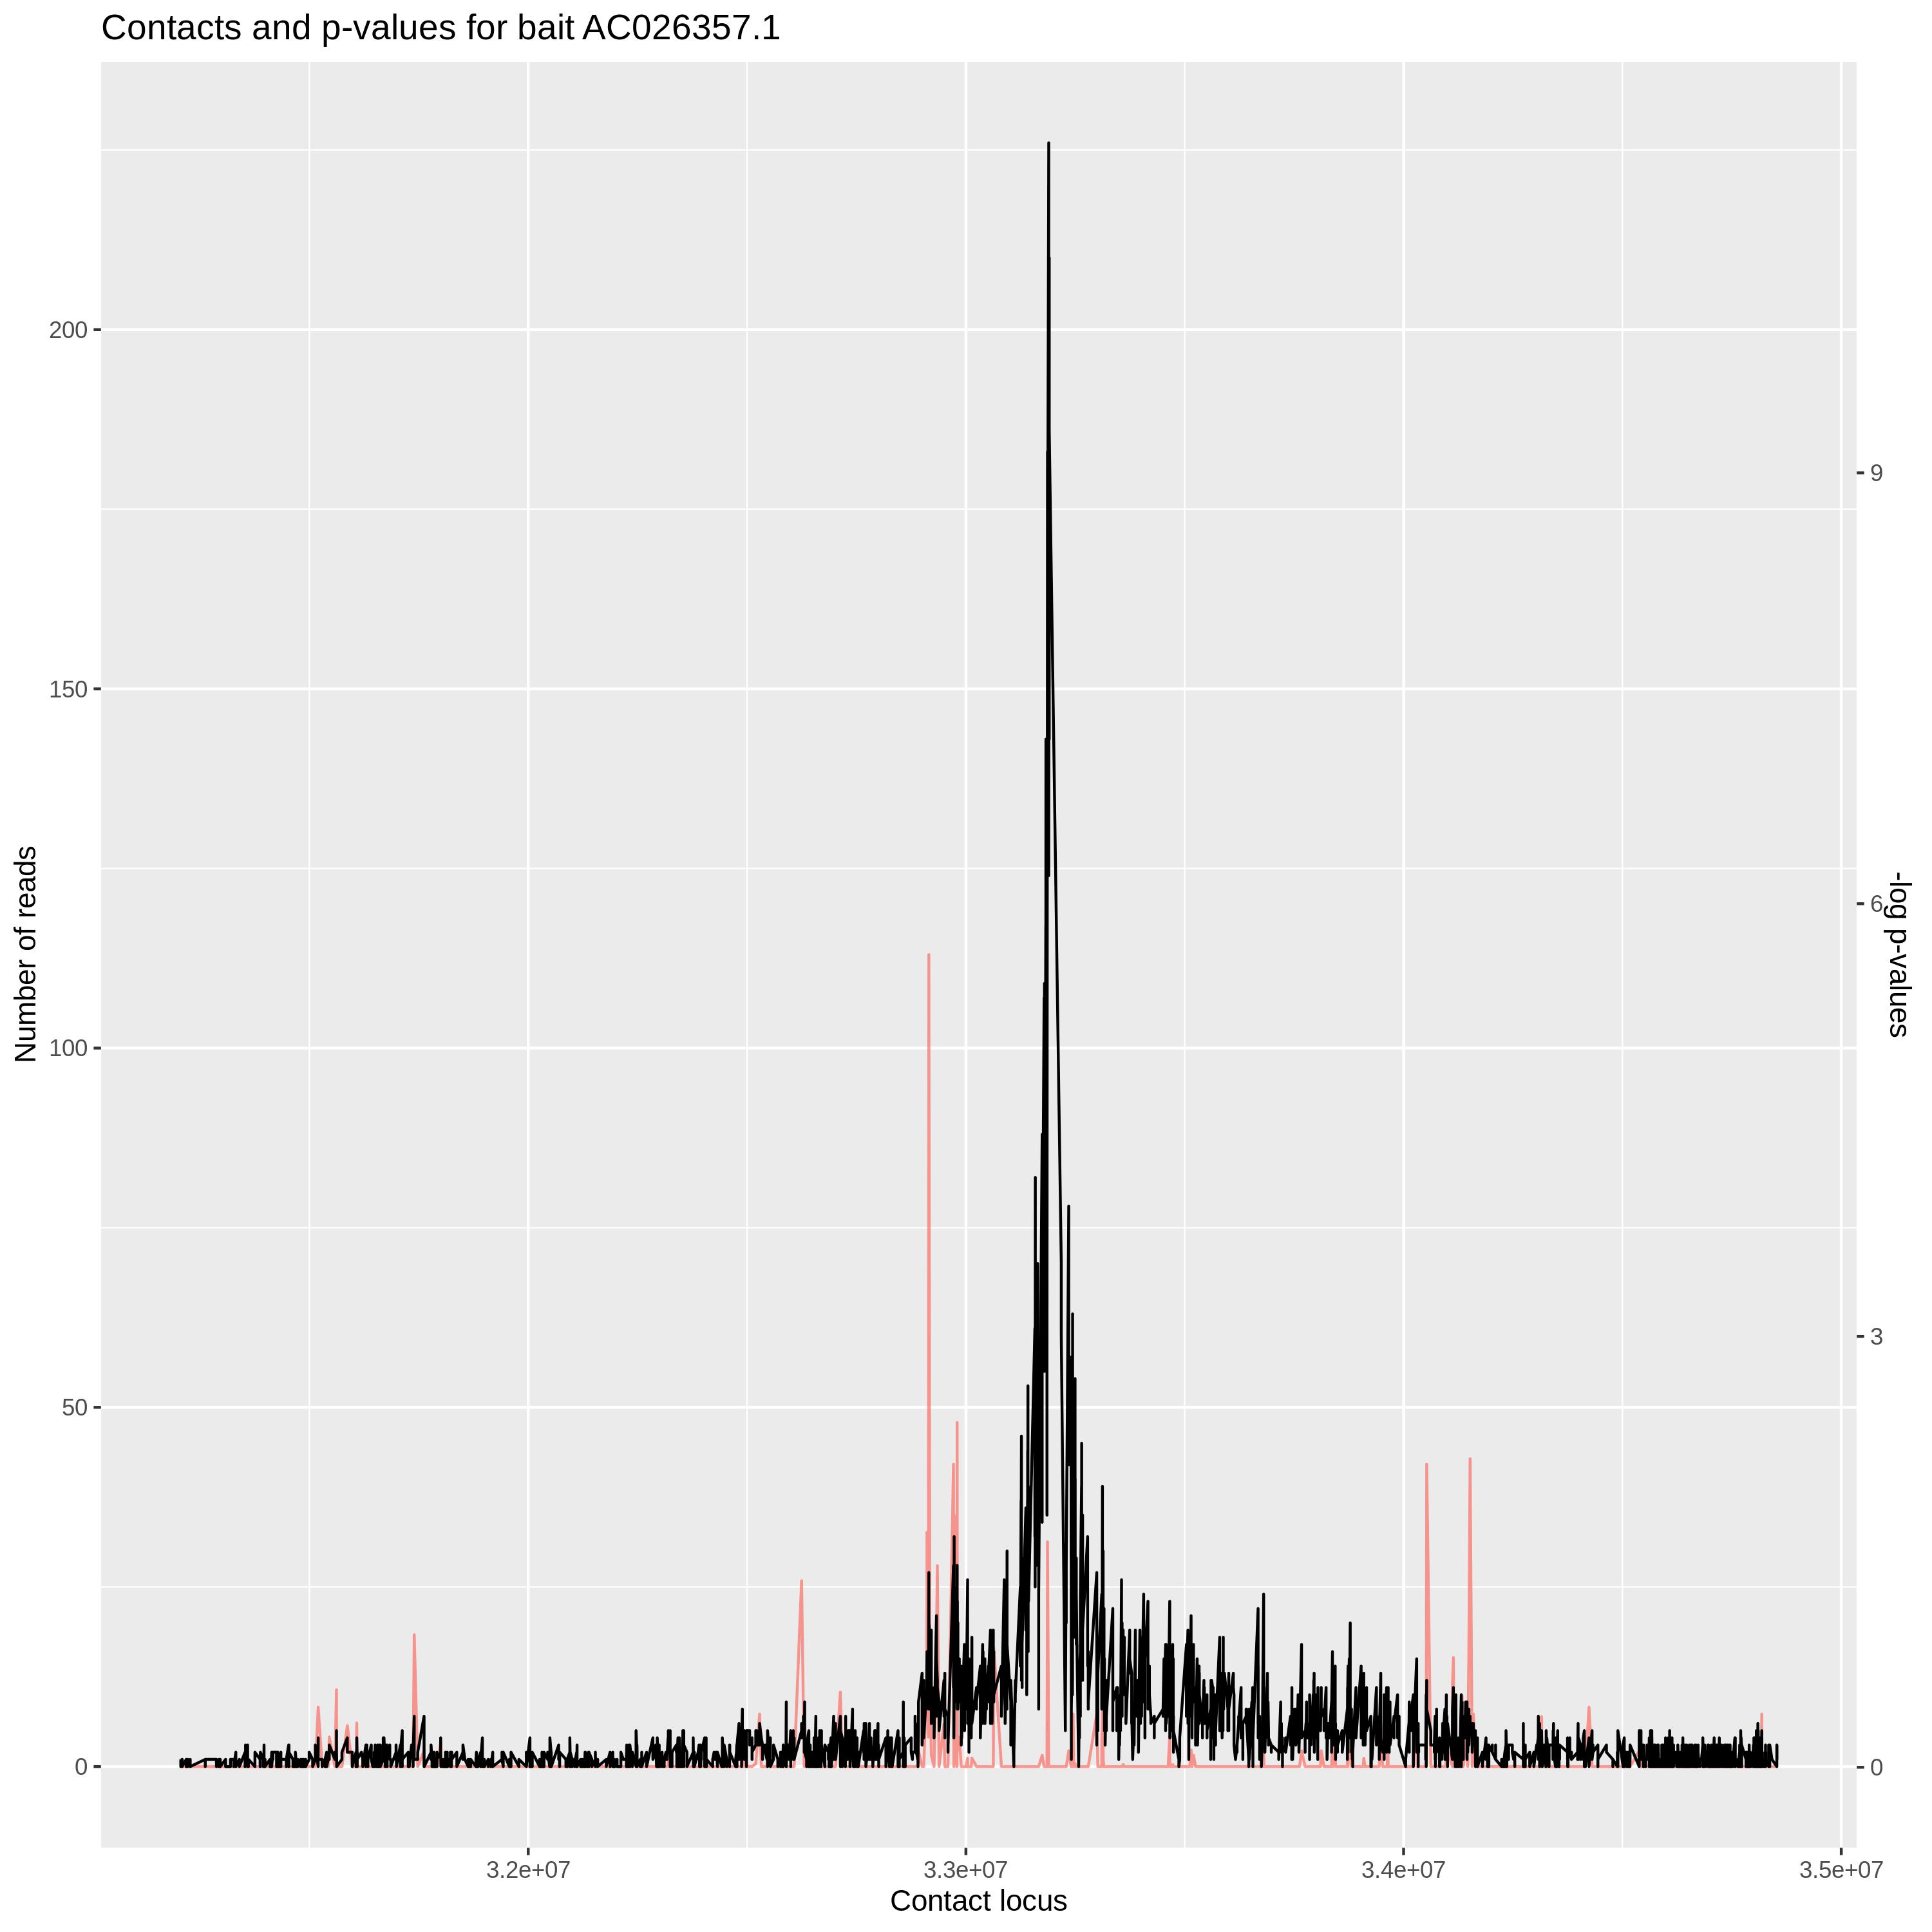 Contacts and p-values for bait AC026357.1
200
150
100
50
0
Number of reads
9
6
3
0
-log p-values
3.2e+07 3.3e+07 3.4e+07 3.5e+07
Contact locus